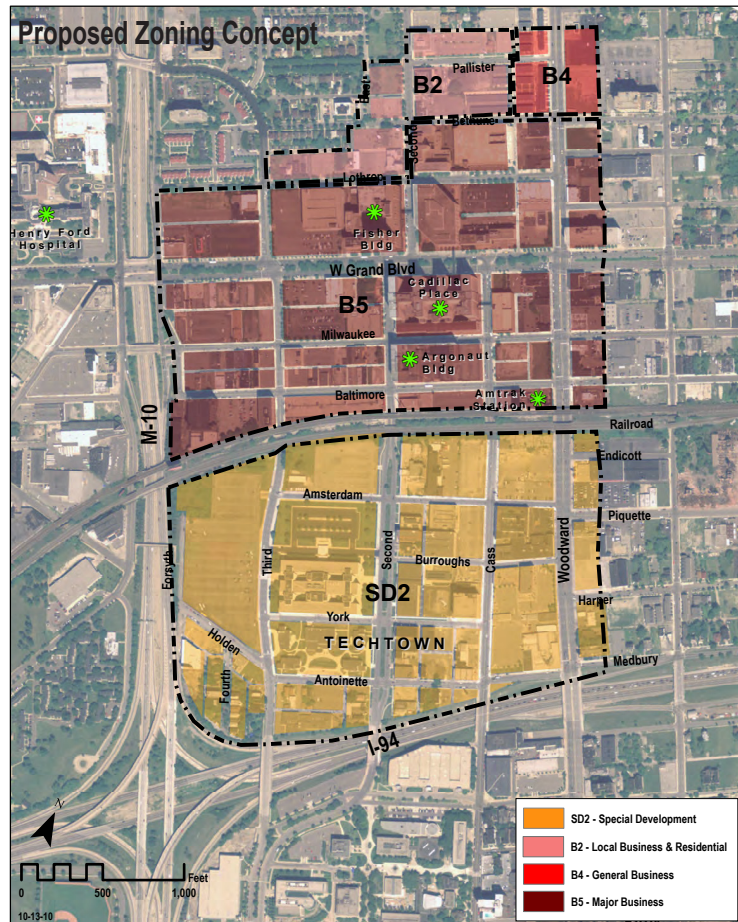 Proposed Zoning Concept
Pallister
B2
B4
Second
Bethune
Lothrop
Henry Ford
Hospital
Fisher
Bldg
W Grand Blvd
Cadillac
Place
B5
Milwaukee
Argonaut
Bldg
Baltimore
Amtrak
Station
M-10
Railroad
Endicott
Amsterdam
Piquette
Forsyth
Third
Second
Burroughs
Cass
Woodward
SD2
Harper
York
Holden
TECHTOWN
Medbury
Fourth
Antoinette
I-94
N
Feet
0 500 1,000
10-13-10
SD2 - Special Development
B2 - Local Business & Residential
B4 - General Business
B5 - Major Business